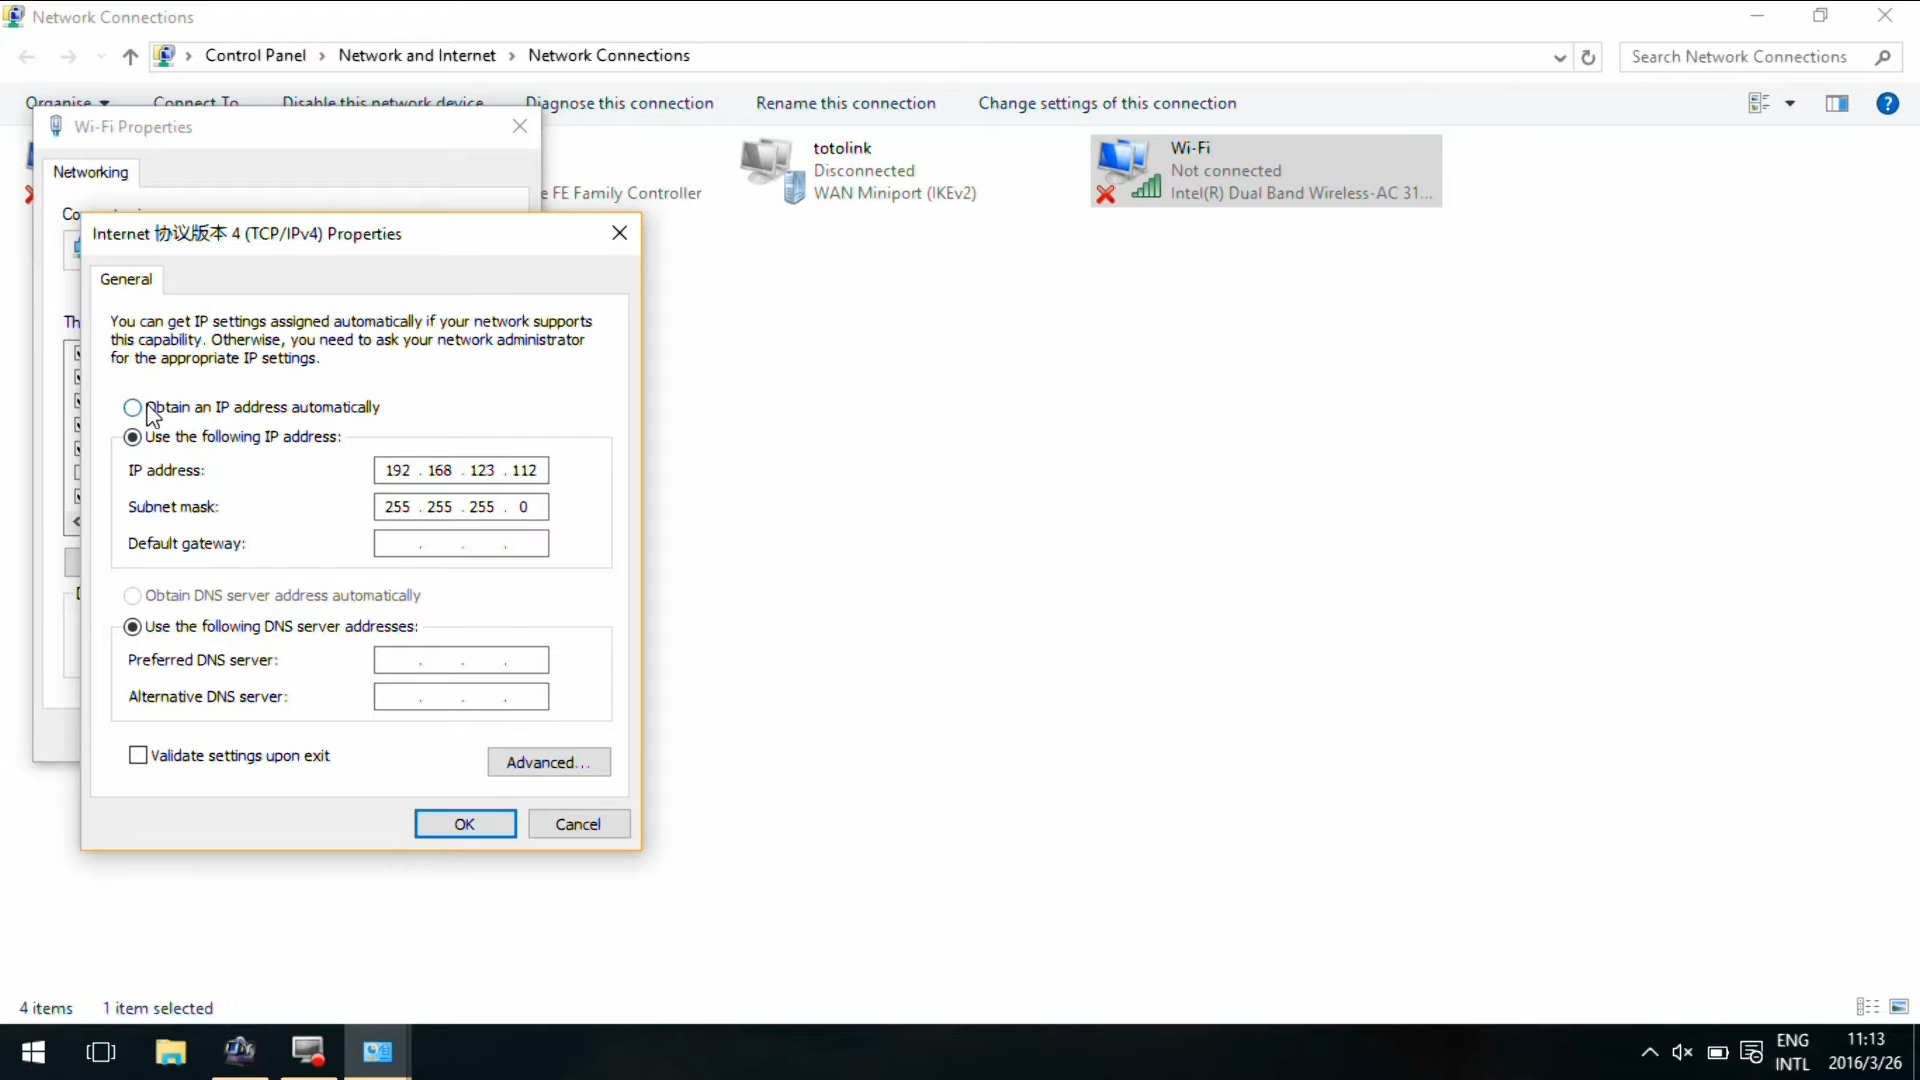 Network Connections
Control Panel › Network and Internet › Network Connections
Search Network Connections
Organise Connect To Disable this network device Diagnose this connection Rename this connection Change settings of this connection
Wi-Fi Properties
Networking
totolink
Disconnected
WAN Miniport (IKEv2)
Wi-Fi
Not connected
Intel(R) Dual Band Wireless-AC 31...
FE Family Controller
Internet 协议版本 4 (TCP/IPv4) Properties
General
You can get IP settings assigned automatically if your network supports
this capability. Otherwise, you need to ask your network administrator
for the appropriate IP settings.
Obtain an IP address automatically
Use the following IP address:
IP address: 192 . 168 . 123 . 112
Subnet mask: 255 . 255 . 255 . 0
Default gateway: . . .
Obtain DNS server address automatically
Use the following DNS server addresses:
Preferred DNS server: . . .
Alternative DNS server: . . .
Validate settings upon exit
Advanced...
OK Cancel
4 items 1 item selected
ENG
INTL
11:13
2016/3/26